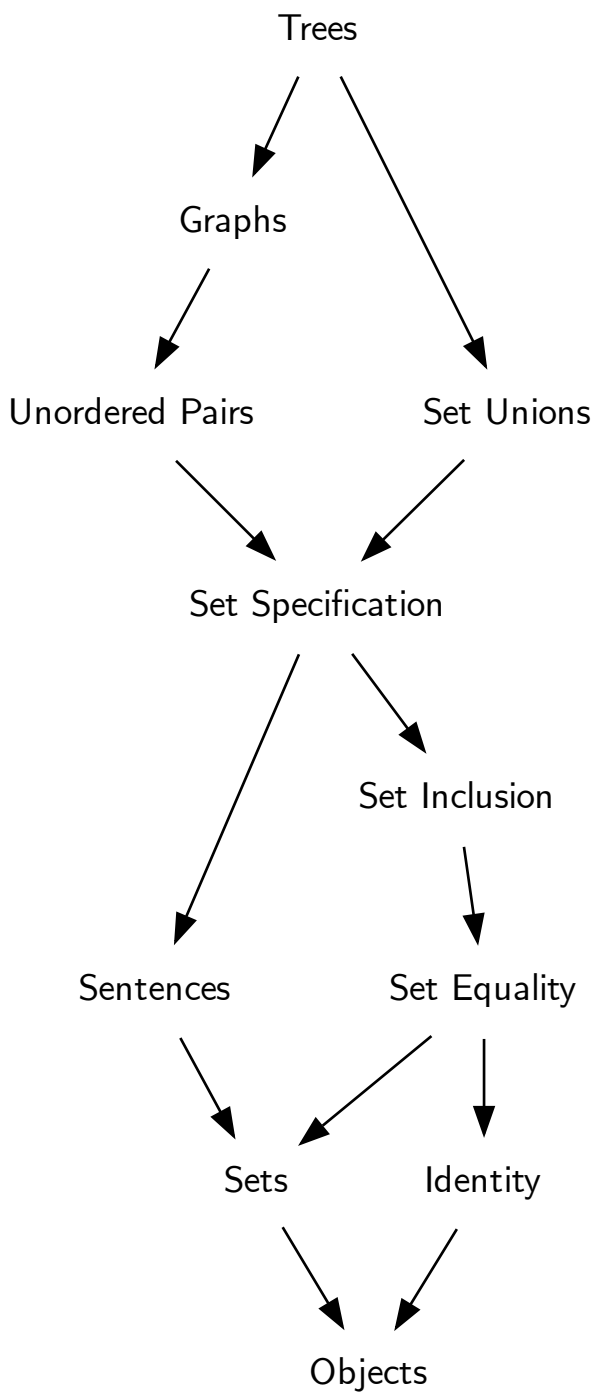 Trees
Graphs
Unordered Pairs
Set Unions
Set Specification
Set Inclusion
Sentences
Set Equality
Sets
Identity
Objects